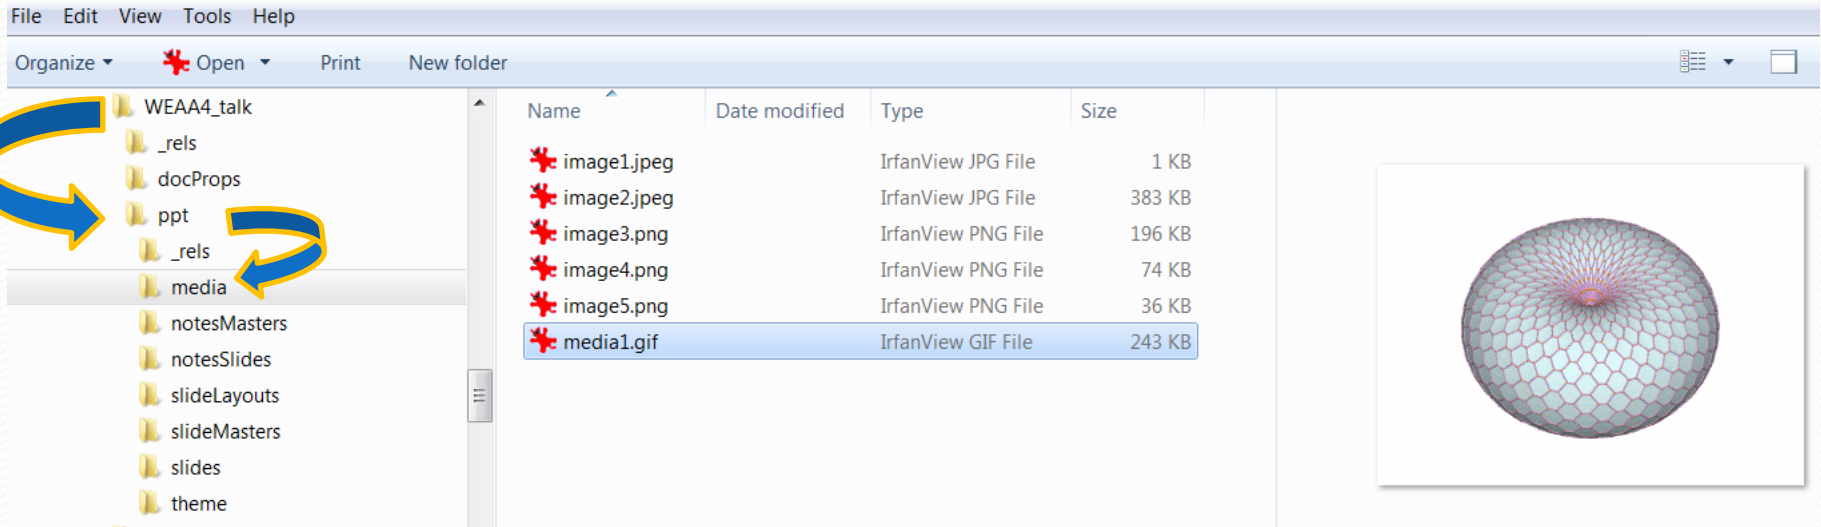 File Edit View Tools Help
Organize Open Print New folder
WEAA4_talk
_rels
docProps
ppt
_rels
media
notesMasters
notesSlides
slideLayouts
slideMasters
slides
theme
Name Date modified Type Size
image1.jpeg IrfanView JPG File 1 KB
image2.jpeg IrfanView JPG File 383 KB
image3.png IrfanView PNG File 196 KB
image4.png IrfanView PNG File 74 KB
image5.png IrfanView PNG File 36 KB
media1.gif IrfanView GIF File 243 KB